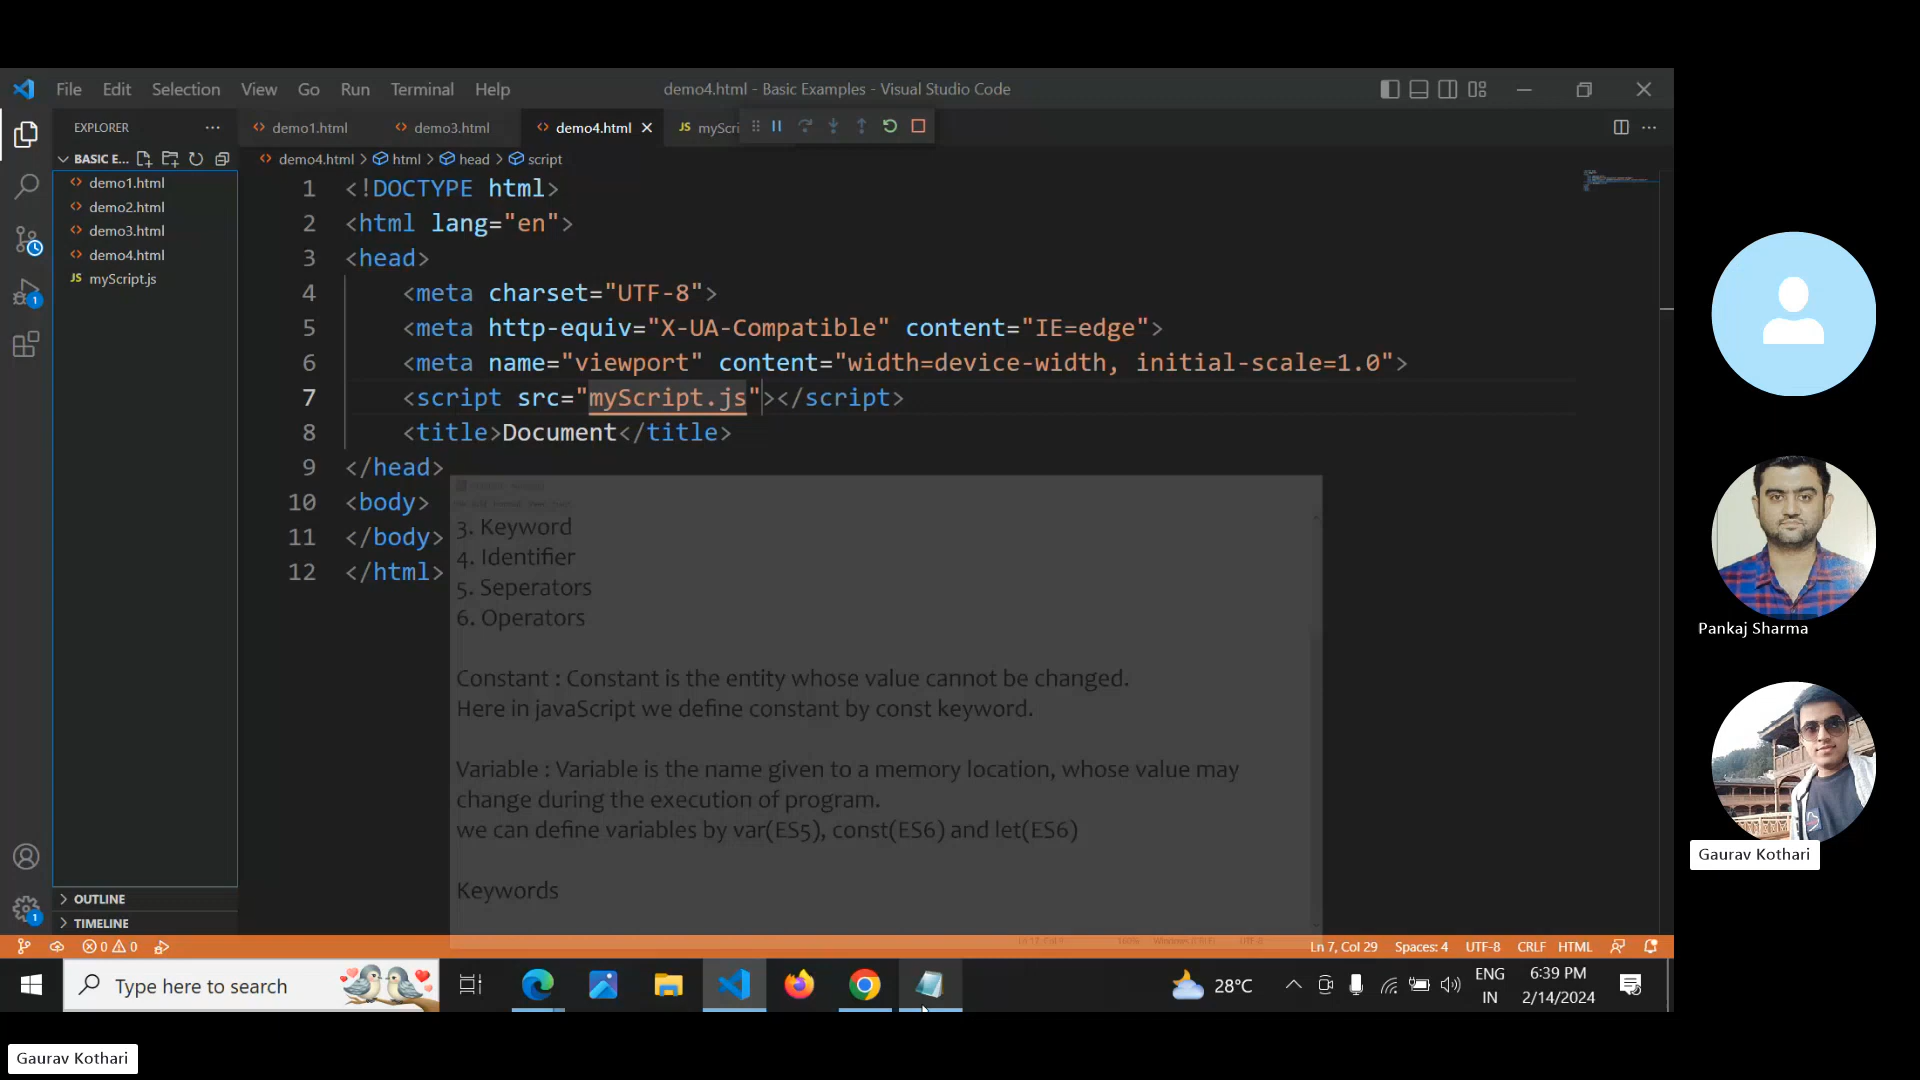 File Edit Selection View Go Run Terminal Help demo4.html - Basic Examples - Visual Studio Code
EXPLORER
demo1.html demo3.html demo4.html JS myScri
BASIC E...
demo4.html > html > head > script
demo1.html
demo2.html
demo3.html
demo4.html
JS myScript.js
1 <!DOCTYPE html>
2 <html lang="en">
3 <head>
4 <meta charset="UTF-8">
5 <meta http-equiv="X-UA-Compatible" content="IE=edge">
6 <meta name="viewport" content="width=device-width, initial-scale=1.0">
7 <script src="myScript.js"></script>
8 <title>Document</title>
9 </head>
10 <body>
11 </body>
12 </html>
3. Keyword
4. Identifier
5. Seperators
6. Operators
Constant : Constant is the entity whose value cannot be changed.
Here in javaScript we define constant by const keyword.
Variable : Variable is the name given to a memory location, whose value may
change during the execution of program.
we can define variables by var(ES5), const(ES6) and let(ES6)
Keywords
1
1
OUTLINE
TIMELINE
0 0 Ln 7, Col 29 Spaces: 4 UTF-8 CRLF HTML
Type here to search
28°C
ENG
IN
6:39 PM
2/14/2024
Pankaj Sharma
Gaurav Kothari
Gaurav Kothari